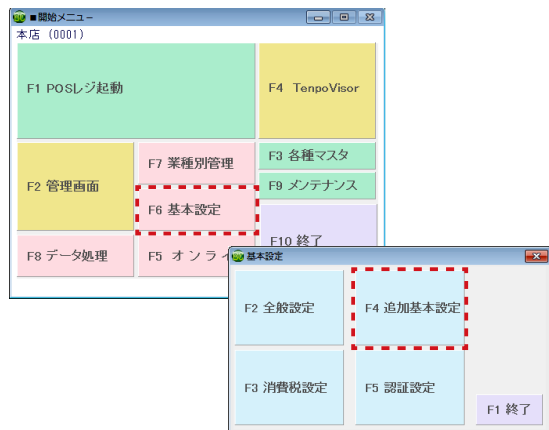 ■開始メニュー
本店 (0001)
F1 POSレジ起動
F4 TenpoVisor
F7 業種別管理
F3 各種マスタ
F2 管理画面
F9 メンテナンス
F6 基本設定
F10 終了
F8 データ処理
F5 オンライ
基本設定
F2 全般設定
F4 追加基本設定
F3 消費税設定
F5 認証設定
F1 終了